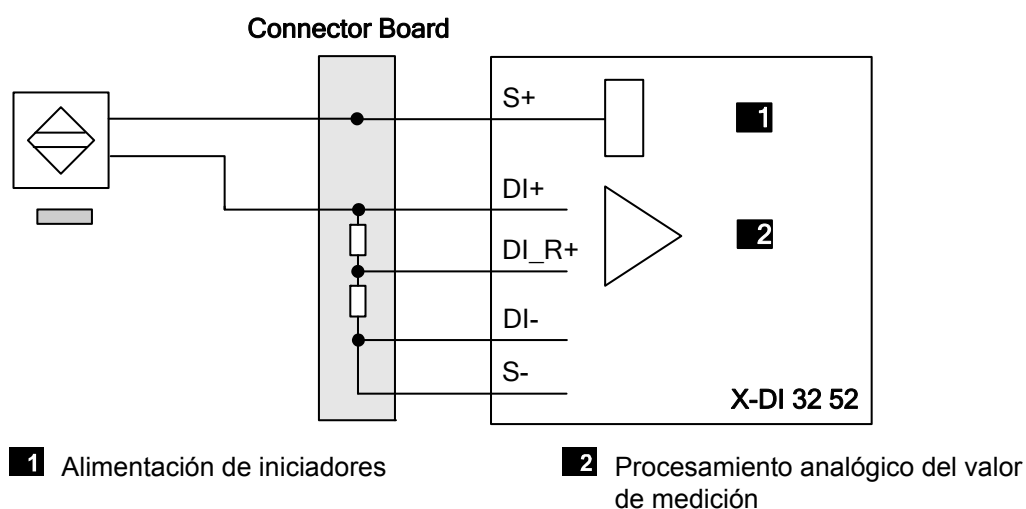 Connector Board
S+
1
DI+
2
DI_R+
DI-
S-
X-DI 32 52
1 Alimentación de iniciadores
2 Procesamiento analógico del valor
de medición